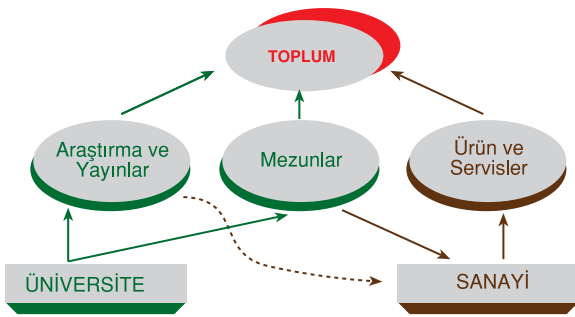 TOPLUM
Araştırma ve
Yayınlar
Mezunlar
Ürün ve
Servisler
ÜNİVERSİTE
SANAYİ